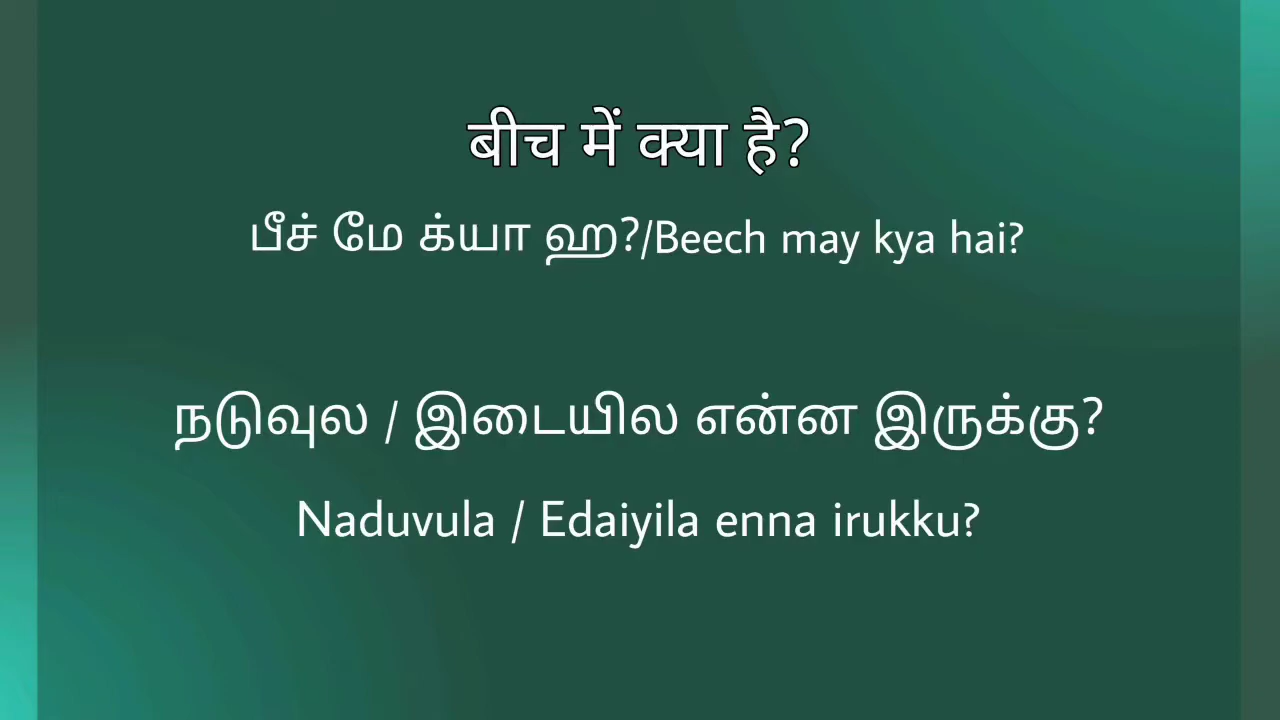 बीच में क्या है?
பீச் மே க்யா ஹ?/Beech may kya hai?
நடுவுல / இடையில என்ன இருக்கு?
Naduvula / Edaiyila enna irukku?